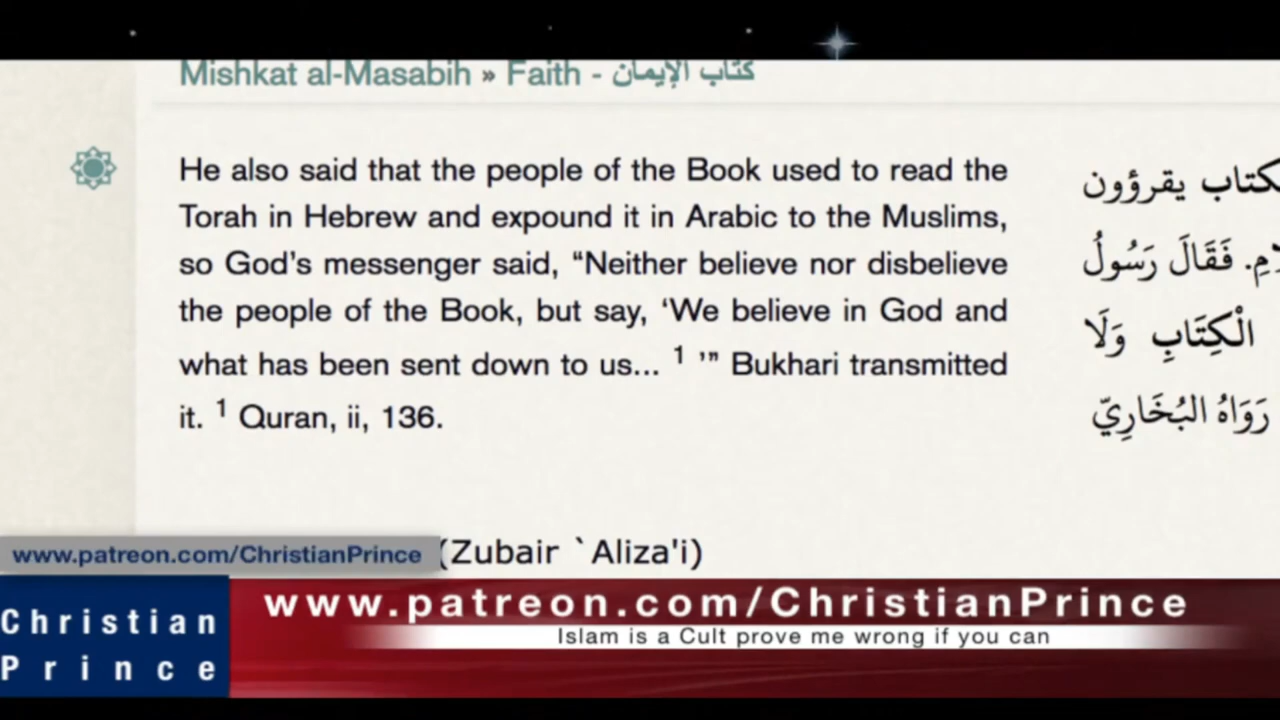 Mishkat al-Masabih » Faith - كتاب الإيمان
He also said that the people of the Book used to read the
Torah in Hebrew and expound it in Arabic to the Muslims,
so God’s messenger said, “Neither believe nor disbelieve
the people of the Book, but say, ‘We believe in God and
what has been sent down to us... 1 ’” Bukhari transmitted
it. 1 Quran, ii, 136.
يقرؤون
فَقَالَ رَسُولُ
الْكِتَابِ وَلَا
رَوَاهُ البُخَارِيّ
(Zubair `Aliza'i)
www.patreon.com/ChristianPrince
Christian
Prince
www.patreon.com/ChristianPrince
Islam is a Cult prove me wrong if you can